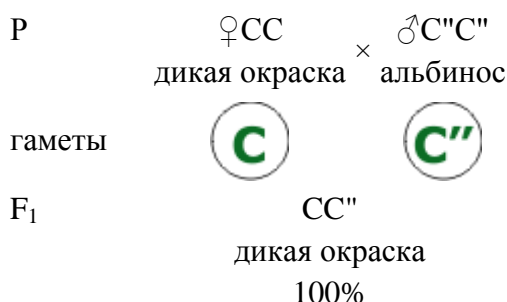 P ♀CC × ♂C"C"
дикая окраска альбинос
гаметы C C"
F₁ CC"
дикая окраска
100%